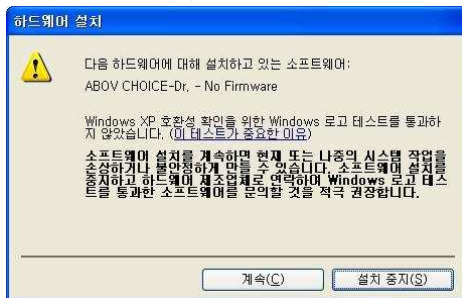 하드웨어 설치
다음 하드웨어에 대해 설치하고 있는 소프트웨어:
ABOV CHOICE-Dr, - No Firmware
Windows XP 호환성 확인을 위한 Windows 로고 테스트를 통과하
지 않았습니다. (이 테스트가 중요한 이유)
소프트웨어 설치를 계속하면 현재 또는 나중의 시스템 작업을
손상하거나 불안정하게 만들 수 있습니다. 소프트웨어 설치를
중지하고 하드웨어 제조업체로 연락하여 Windows 로고 테스
트를 통과한 소프트웨어를 문의할 것을 적극 권장합니다.
계속(C)
설치 중지(S)